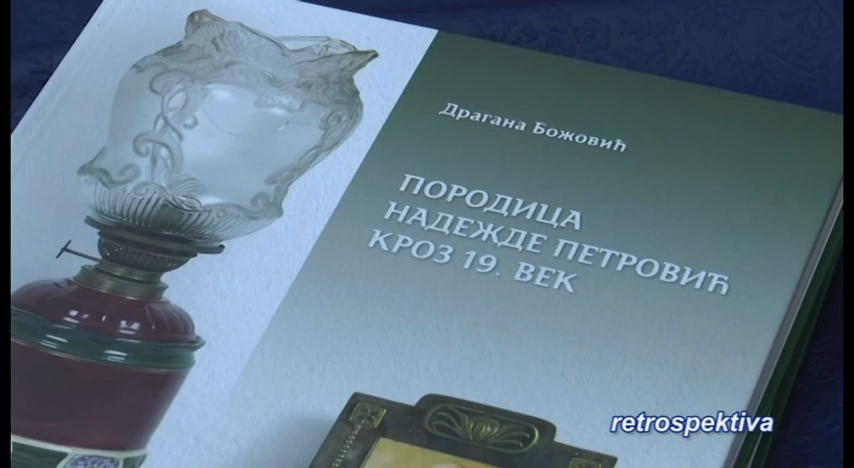 Драгана Божовић
ПОРОДИЦА
НАДЕЖДЕ ПЕТРОВИЋ
КРОЗ 19. ВЕК
retrospektiva